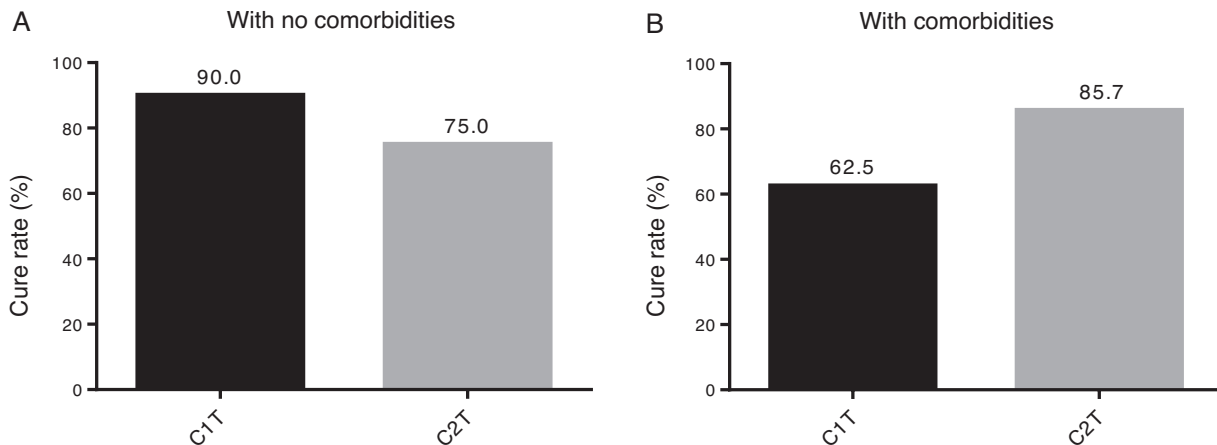 A
With no comorbidities
Cure rate (%)
100
80
60
40
20
0
90.0
75.0
C1T
C2T
B
With comorbidities
Cure rate (%)
100
80
60
40
20
0
62.5
85.7
C1T
C2T